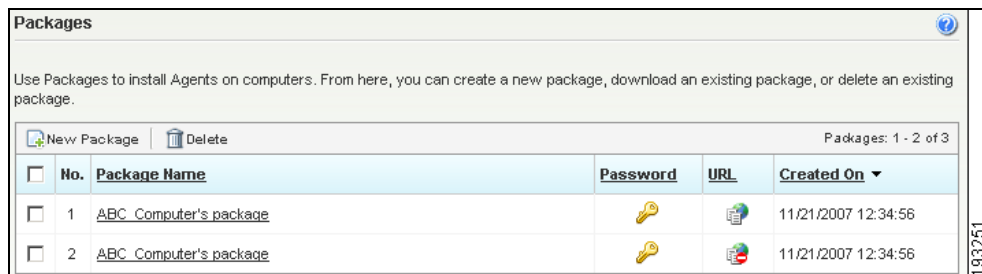 Packages
Use Packages to install Agents on computers. From here, you can create a new package, download an existing package, or delete an existing
package.
New Package Delete Packages: 1 - 2 of 3
No. Package Name Password URL Created On
1 ABC Computer's package 11/21/2007 12:34:56
2 ABC Computer's package 11/21/2007 12:34:56
193251